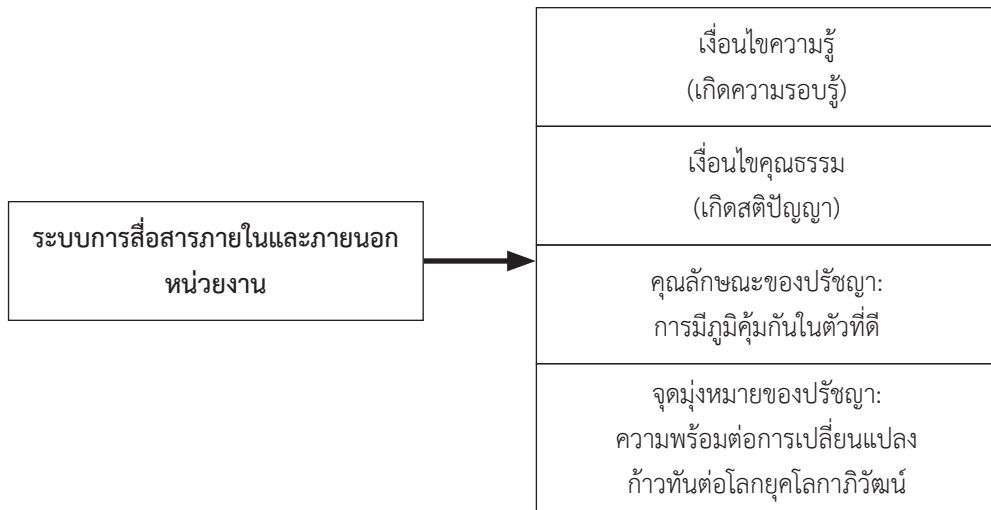 ระบบการสื่อสารภายในและภายนอก
หน่วยงาน
เงื่อนไขความรู้
(เกิดความรอบรู้)
เงื่อนไขคุณธรรม
(เกิดสติปัญญา)
คุณลักษณะของปรัชญา:
การมีภูมิคุ้มกันในตัวที่ดี
จุดมุ่งหมายของปรัชญา:
ความพร้อมต่อการเปลี่ยนแปลง
ก้าวทันต่อโลกยุคโลกาภิวัฒน์